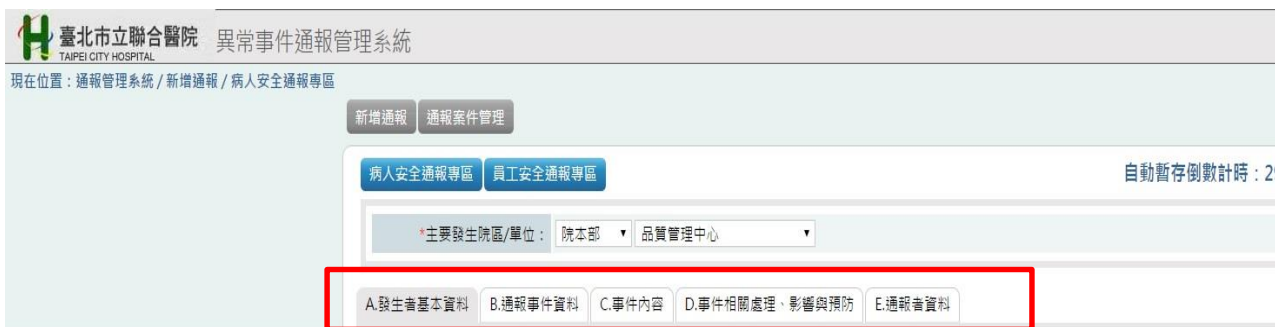 臺北市立聯合醫院 異常事件通報管理系統
TAIPEI CITY HOSPITAL
現在位置：通報管理系統 / 新增通報 / 病人安全通報專區
新增通報 通報案件管理
病人安全通報專區 員工安全通報專區 自動暫存倒數計時：29
*主要發生院區/單位： 院本部 品質管理中心
A.發生者基本資料 B.通報事件資料 C.事件內容 D.事件相關處理、影響與預防 E.通報者資料